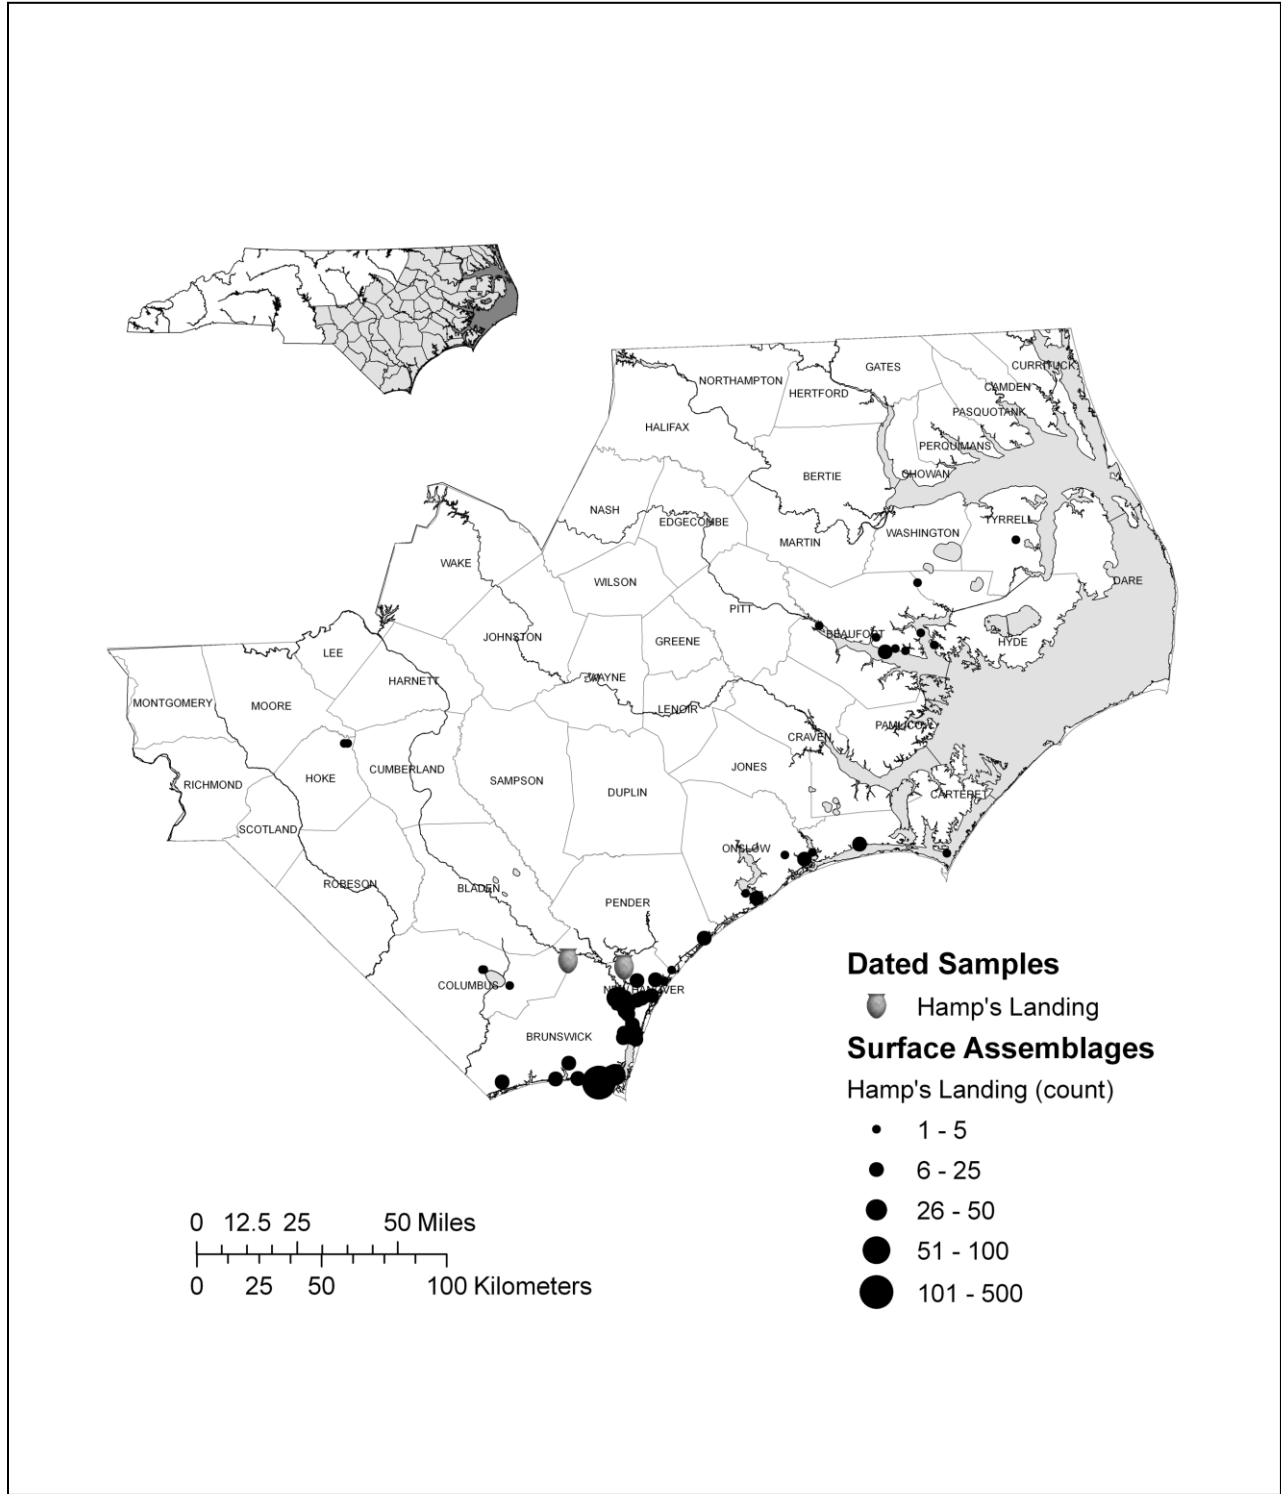 NORTHAMPTON
GATES
CURRITUCK
HERTFORD
CAMDEN
PASQUOTANK
HALIFAX
PERQUIMANS
BERTIE
CHOWAN
NASH
EDGECOMBE
TYRRELL
WASHINGTON
MARTIN
WAKE
WILSON
DARE
PITT
JOHNSTON
GREENE
BEAUFORT
HYDE
LEE
HARNETT
WAYNE
MONTGOMERY
MOORE
LENOIR
PAMLICO
CRAVEN
JONES
CUMBERLAND
HOKE
SAMPSON
RICHMOND
DUPLIN
CARTERET
SCOTLAND
ONSLOW
ROBESON
BLADEN
PENDER
COLUMBUS
NEW HANOVER
BRUNSWICK
Dated Samples
Hamp's Landing
Surface Assemblages
Hamp's Landing (count)
1 - 5
6 - 25
26 - 50
51 - 100
101 - 500
0 12.5 25 50 Miles
0 25 50 100 Kilometers